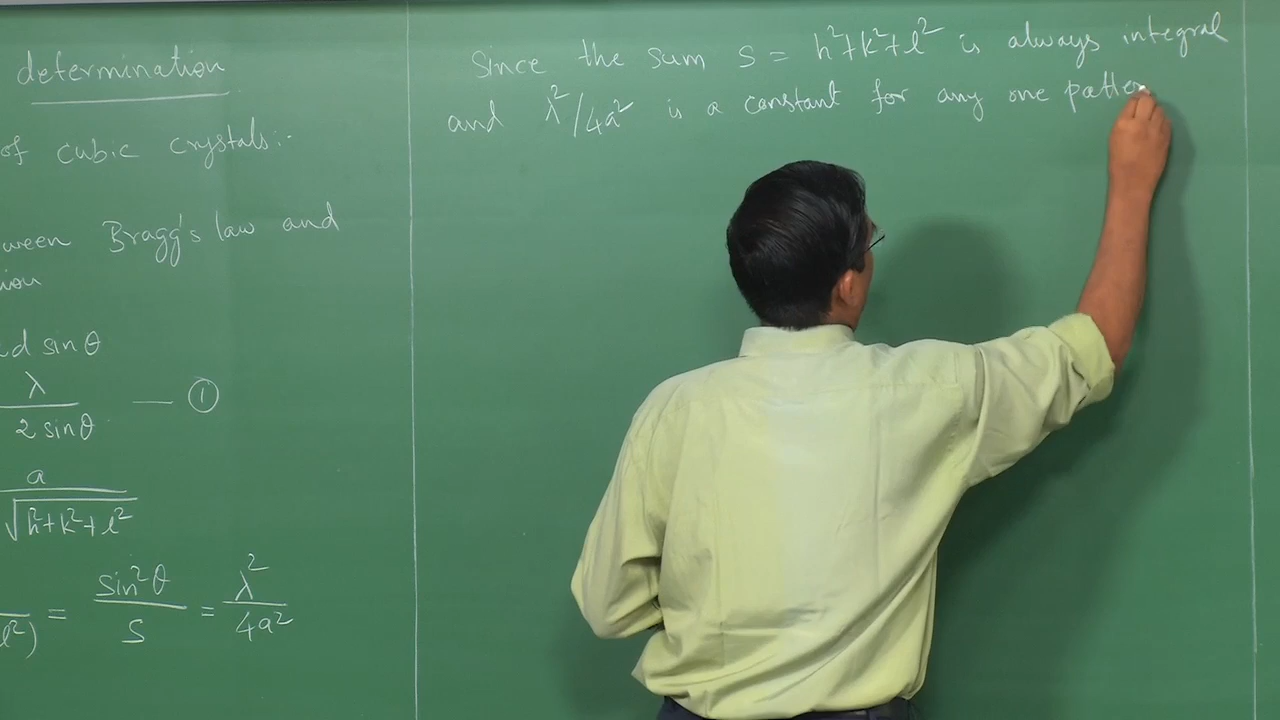 determination
of cubic crystals:-
ween Bragg's law and
ion
d sinθ
λ
2 sinθ — ①
a
√h²+k²+l²
l²) = sin²θ / S = λ² / 4a²
Since the sum S = h²+k²+l² is always integral
and λ²/4a² is a constant for any one patter